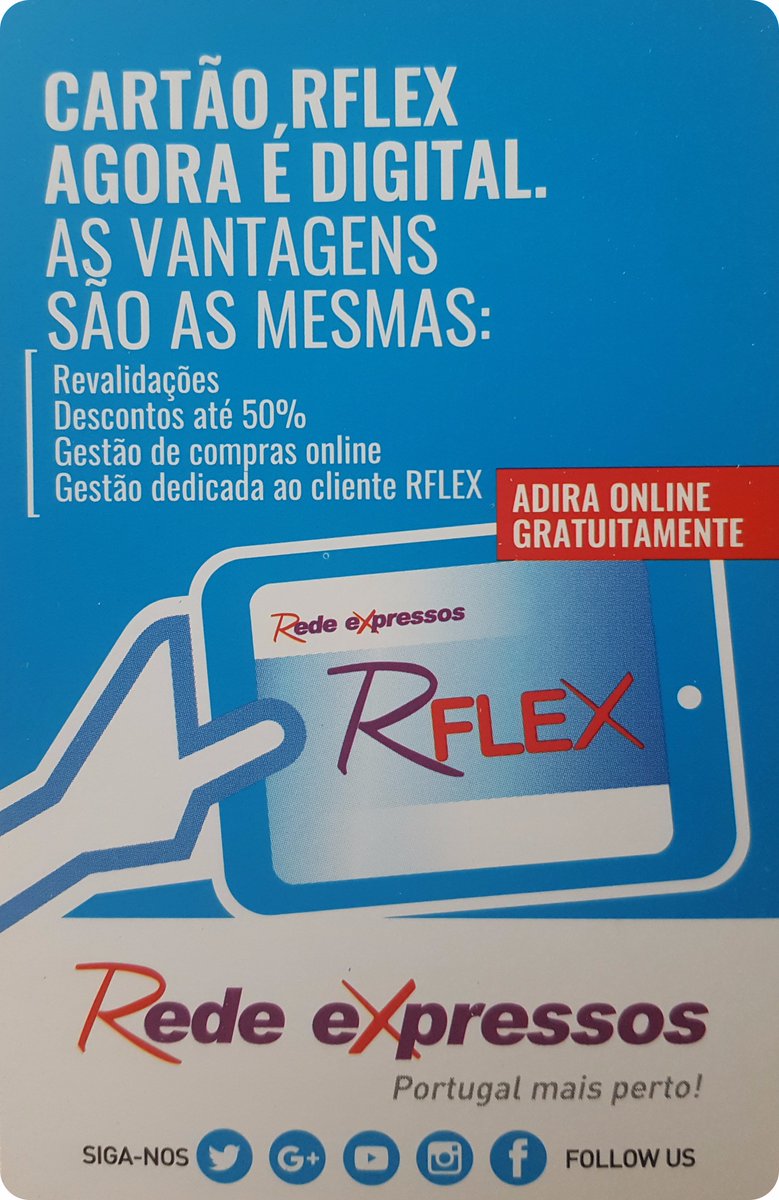 CARTÃO RFLEX
AGORA É DIGITAL.
AS VANTAGENS
SÃO AS MESMAS:
Revalidações
Descontos até 50%
Gestão de compras online
Gestão dedicada ao cliente RFLEX
ADIRA ONLINE
GRATUITAMENTE
Rede eXpressos
RFLEX
Rede eXpressos
Portugal mais perto!
SIGA-NOS G+ f FOLLOW US